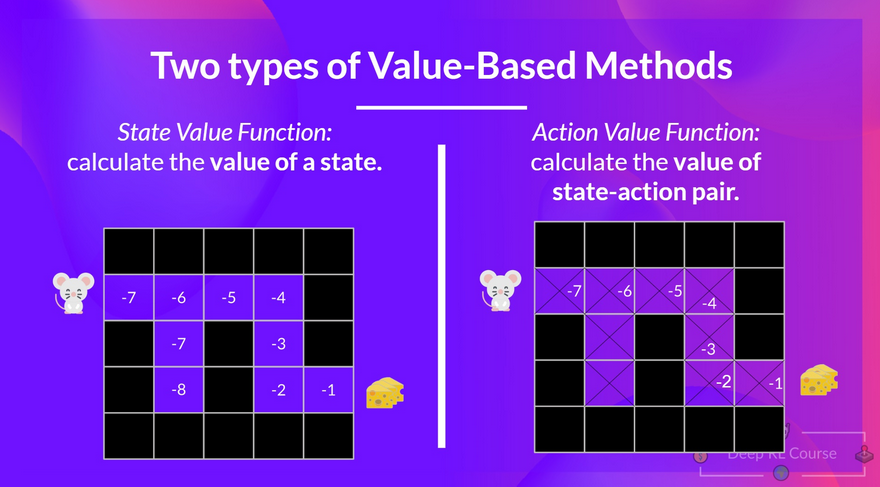 Two types of Value-Based Methods
State Value Function:
calculate the value of a state.
-7 -6 -5 -4
-7 -3
-8 -2 -1
Action Value Function:
calculate the value of
state-action pair.
-7 -6 -5 -4
-3
-2 -1
Deep RL Course